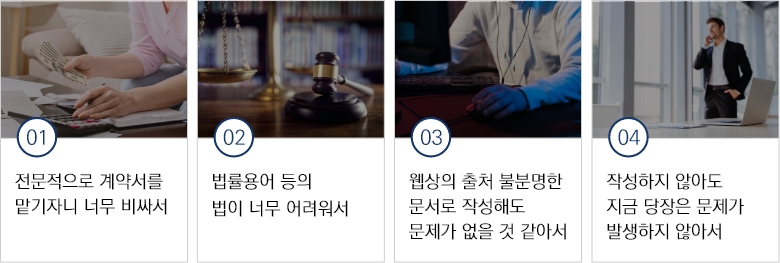 01
전문적으로 계약서를
맡기자니 너무 비싸서
02
법률용어 등의
법이 너무 어려워서
03
웹상의 출처 불분명한
문서로 작성해도
문제가 없을 것 같아서
04
작성하지 않아도
지금 당장은 문제가
발생하지 않아서